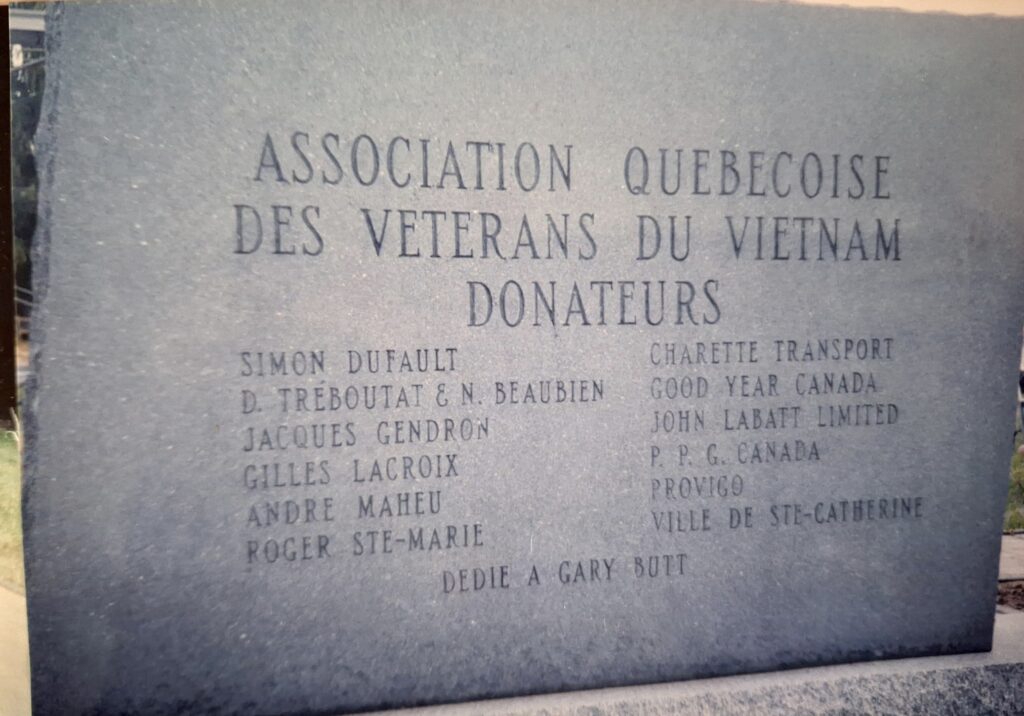 ASSOCIATION QUEBECOISE
DES VETERANS DU VIETNAM
DONATEURS
SIMON DUFAULT
D. TRÉBOUTAT & N. BEAUBIEN
JACQUES GENDRON
GILLES LACROIX
ANDRE MAHEU
ROGER STE-MARIE
CHARETTE TRANSPORT
GOOD YEAR CANADA
JOHN LABATT LIMITED
P. P. G. CANADA
PROVIGO
VILLE DE STE-CATHERINE
DEDIE A GARY BUTT